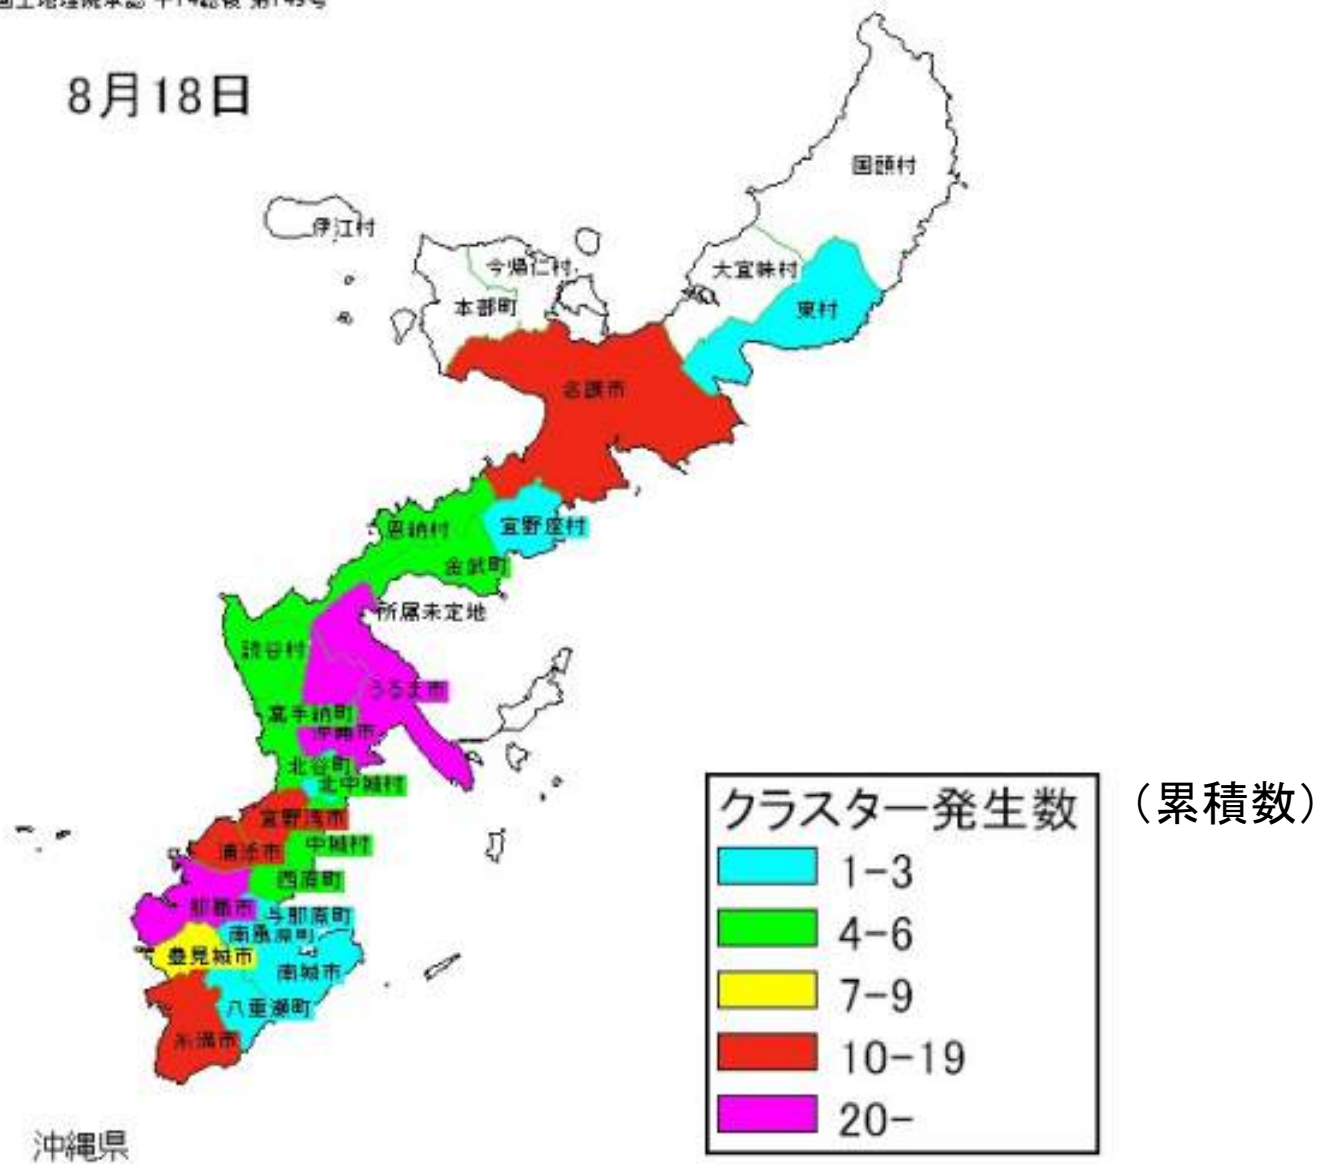 8月18日
国頭村
伊江村
今帰仁村
大宜味村
本部町
東村
名護市
恩納村
宜野座村
金武町
所属未定地
読谷村
うるま市
嘉手納町
沖縄市
北谷町
北中城村
宜野湾市
中城村
浦添市
西原町
那覇市
与那原町
南風原町
豊見城市
南城市
八重瀬町
糸満市
クラスター発生数
（累積数）
1-3
4-6
7-9
10-19
20-
沖縄県